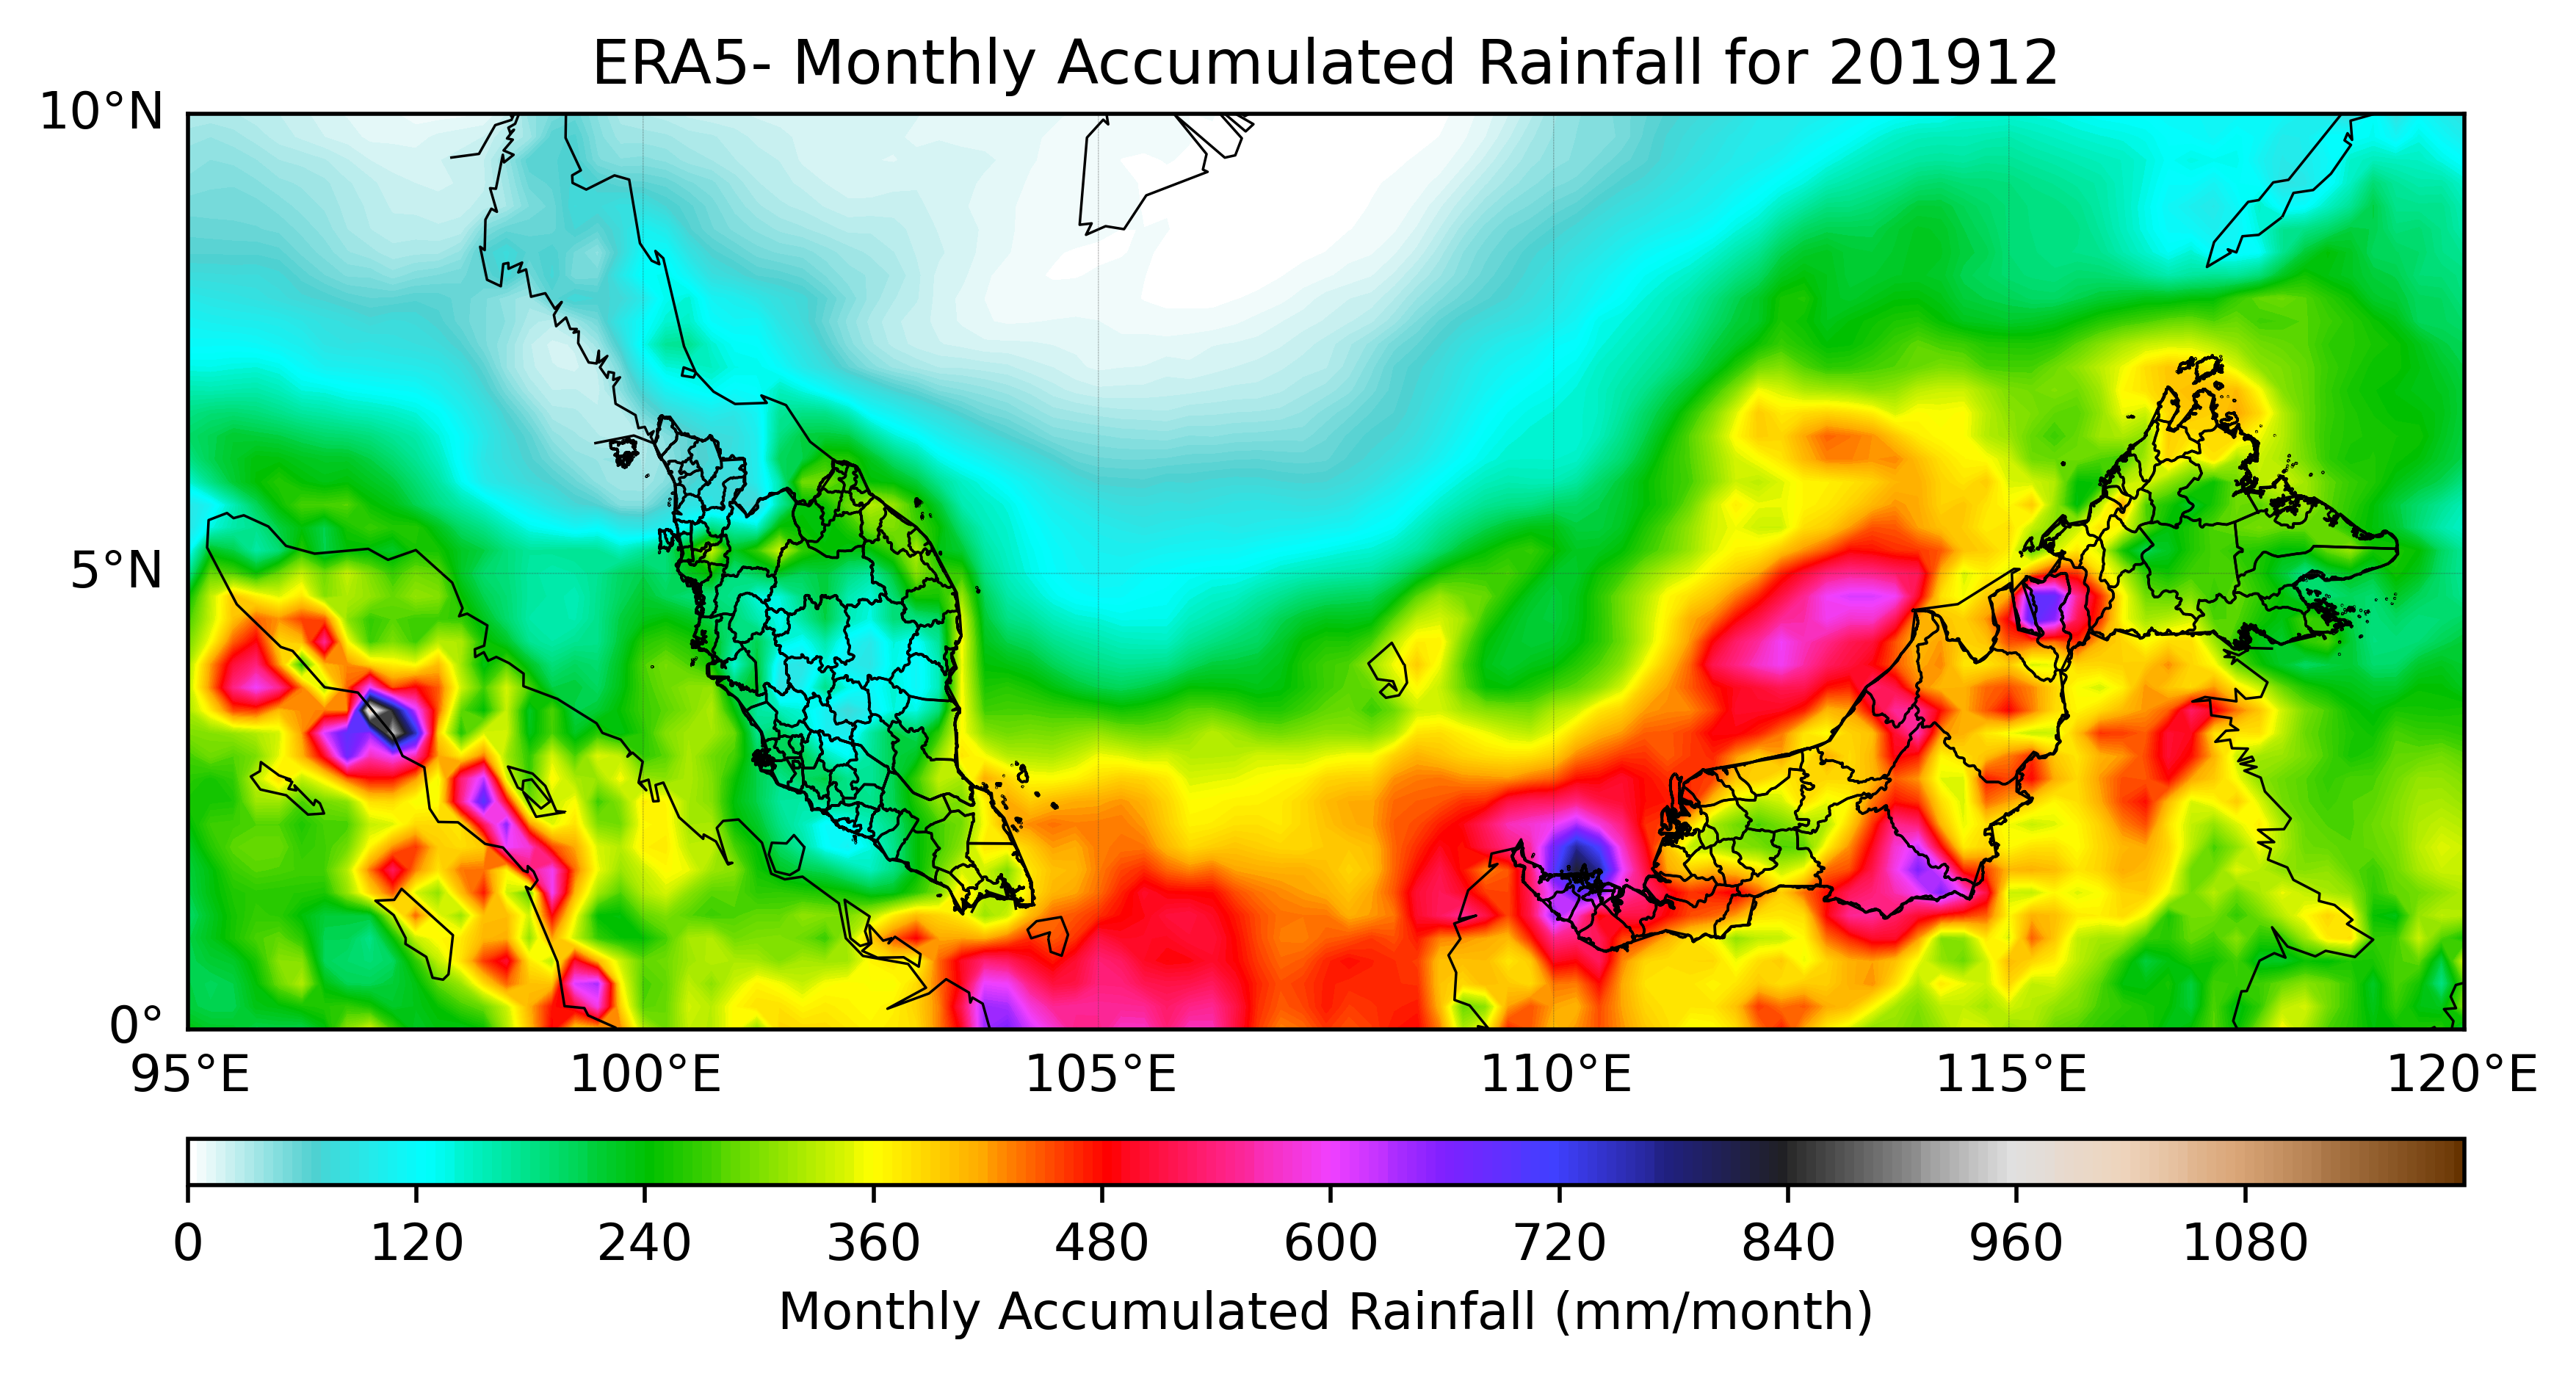 ERA5- Monthly Accumulated Rainfall for 201912
10°N
5°N
0°
95°E 100°E 105°E 110°E 115°E 120°E
0 120 240 360 480 600 720 840 960 1080
Monthly Accumulated Rainfall (mm/month)